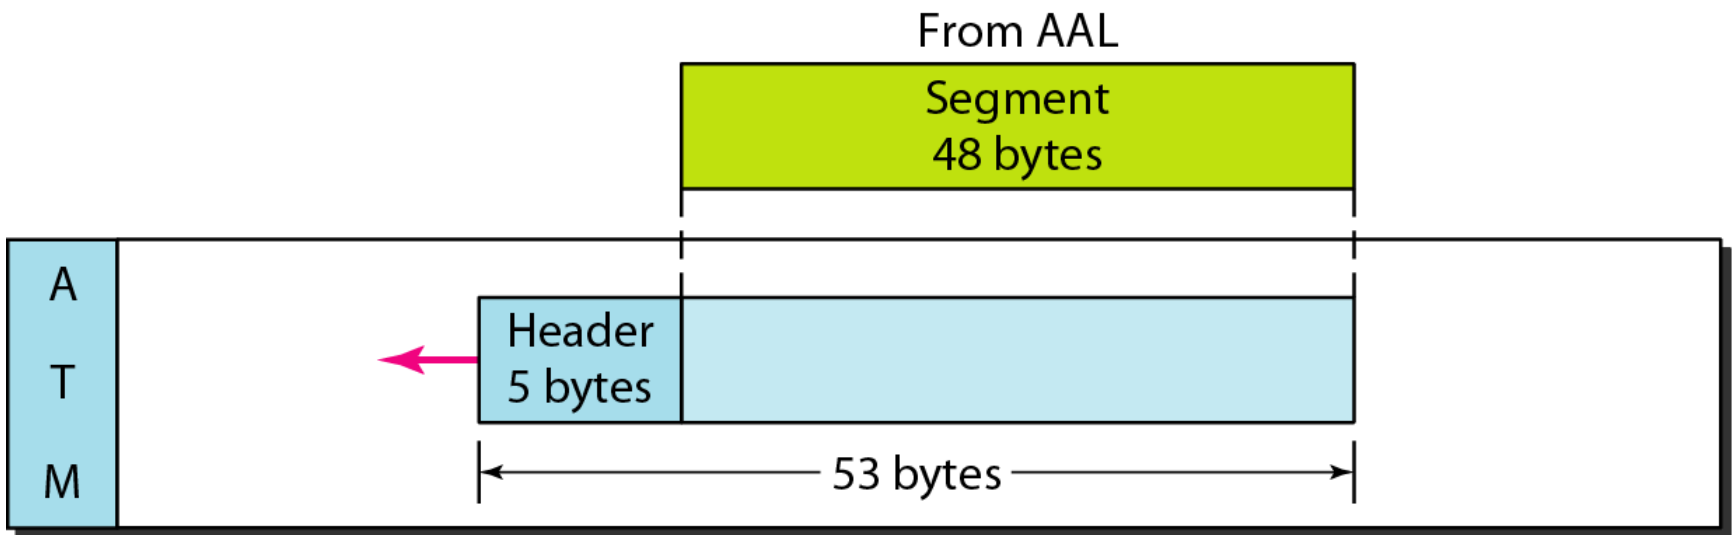 From AAL
Segment
48 bytes
A
T
M
Header
5 bytes
53 bytes